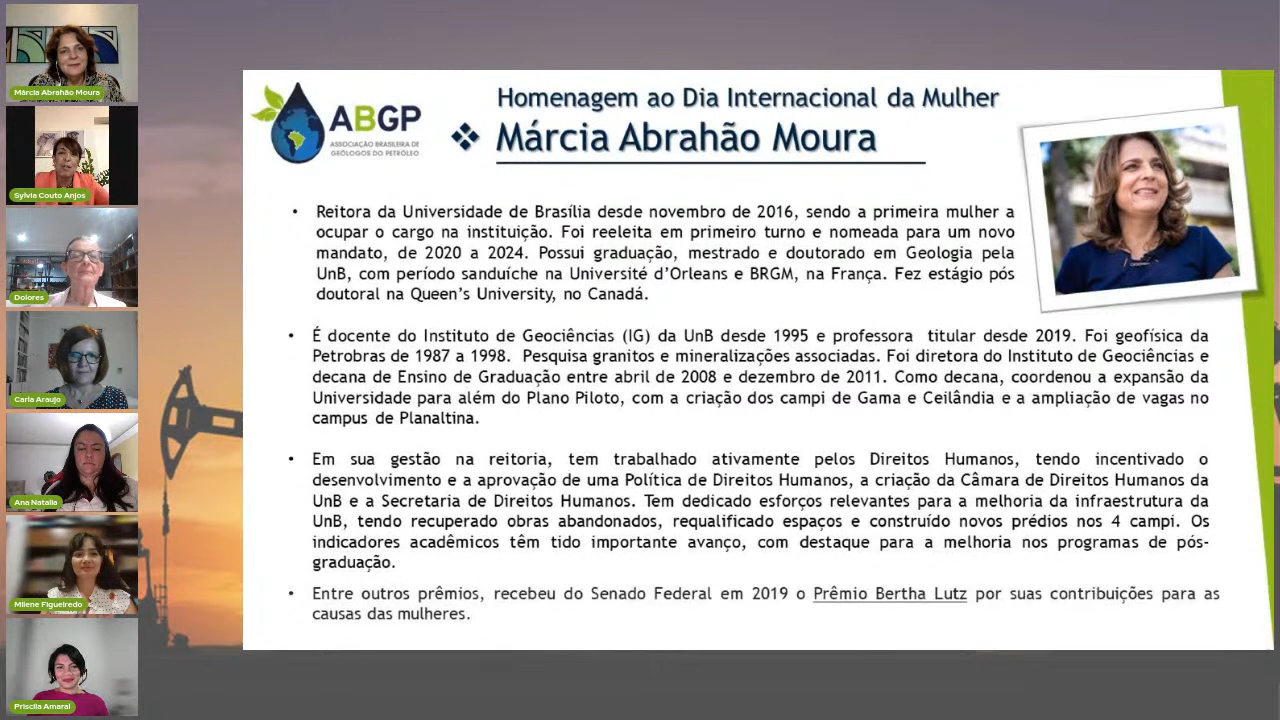 Márcia Abrahão Moura
Sylvia Couto Anjos
Dolores
Carla Araujo
Ana Natalia
Milene Figueiredo
Priscila Amaral
ABGP
ASSOCIAÇÃO BRASILEIRA DE
GEÓLOGOS DO PETRÓLEO
Homenagem ao Dia Internacional da Mulher
❖ Márcia Abrahão Moura
• Reitora da Universidade de Brasília desde novembro de 2016, sendo a primeira mulher a
ocupar o cargo na instituição. Foi reeleita em primeiro turno e nomeada para um novo
mandato, de 2020 a 2024. Possui graduação, mestrado e doutorado em Geologia pela
UnB, com período sanduíche na Université d’Orleans e BRGM, na França. Fez estágio pós
doutoral na Queen’s University, no Canadá.
• É docente do Instituto de Geociências (IG) da UnB desde 1995 e professora titular desde 2019. Foi geofísica da
Petrobras de 1987 a 1998. Pesquisa granitos e mineralizações associadas. Foi diretora do Instituto de Geociências e
decana de Ensino de Graduação entre abril de 2008 e dezembro de 2011. Como decana, coordenou a expansão da
Universidade para além do Plano Piloto, com a criação dos campi de Gama e Ceilândia e a ampliação de vagas no
campus de Planaltina.
• Em sua gestão na reitoria, tem trabalhado ativamente pelos Direitos Humanos, tendo incentivado o
desenvolvimento e a aprovação de uma Política de Direitos Humanos, a criação da Câmara de Direitos Humanos da
UnB e a Secretaria de Direitos Humanos. Tem dedicado esforços relevantes para a melhoria da infraestrutura da
UnB, tendo recuperado obras abandonados, requalificado espaços e construído novos prédios nos 4 campi. Os
indicadores acadêmicos têm tido importante avanço, com destaque para a melhoria nos programas de pós-
graduação.
• Entre outros prêmios, recebeu do Senado Federal em 2019 o Prêmio Bertha Lutz por suas contribuições para as
causas das mulheres.